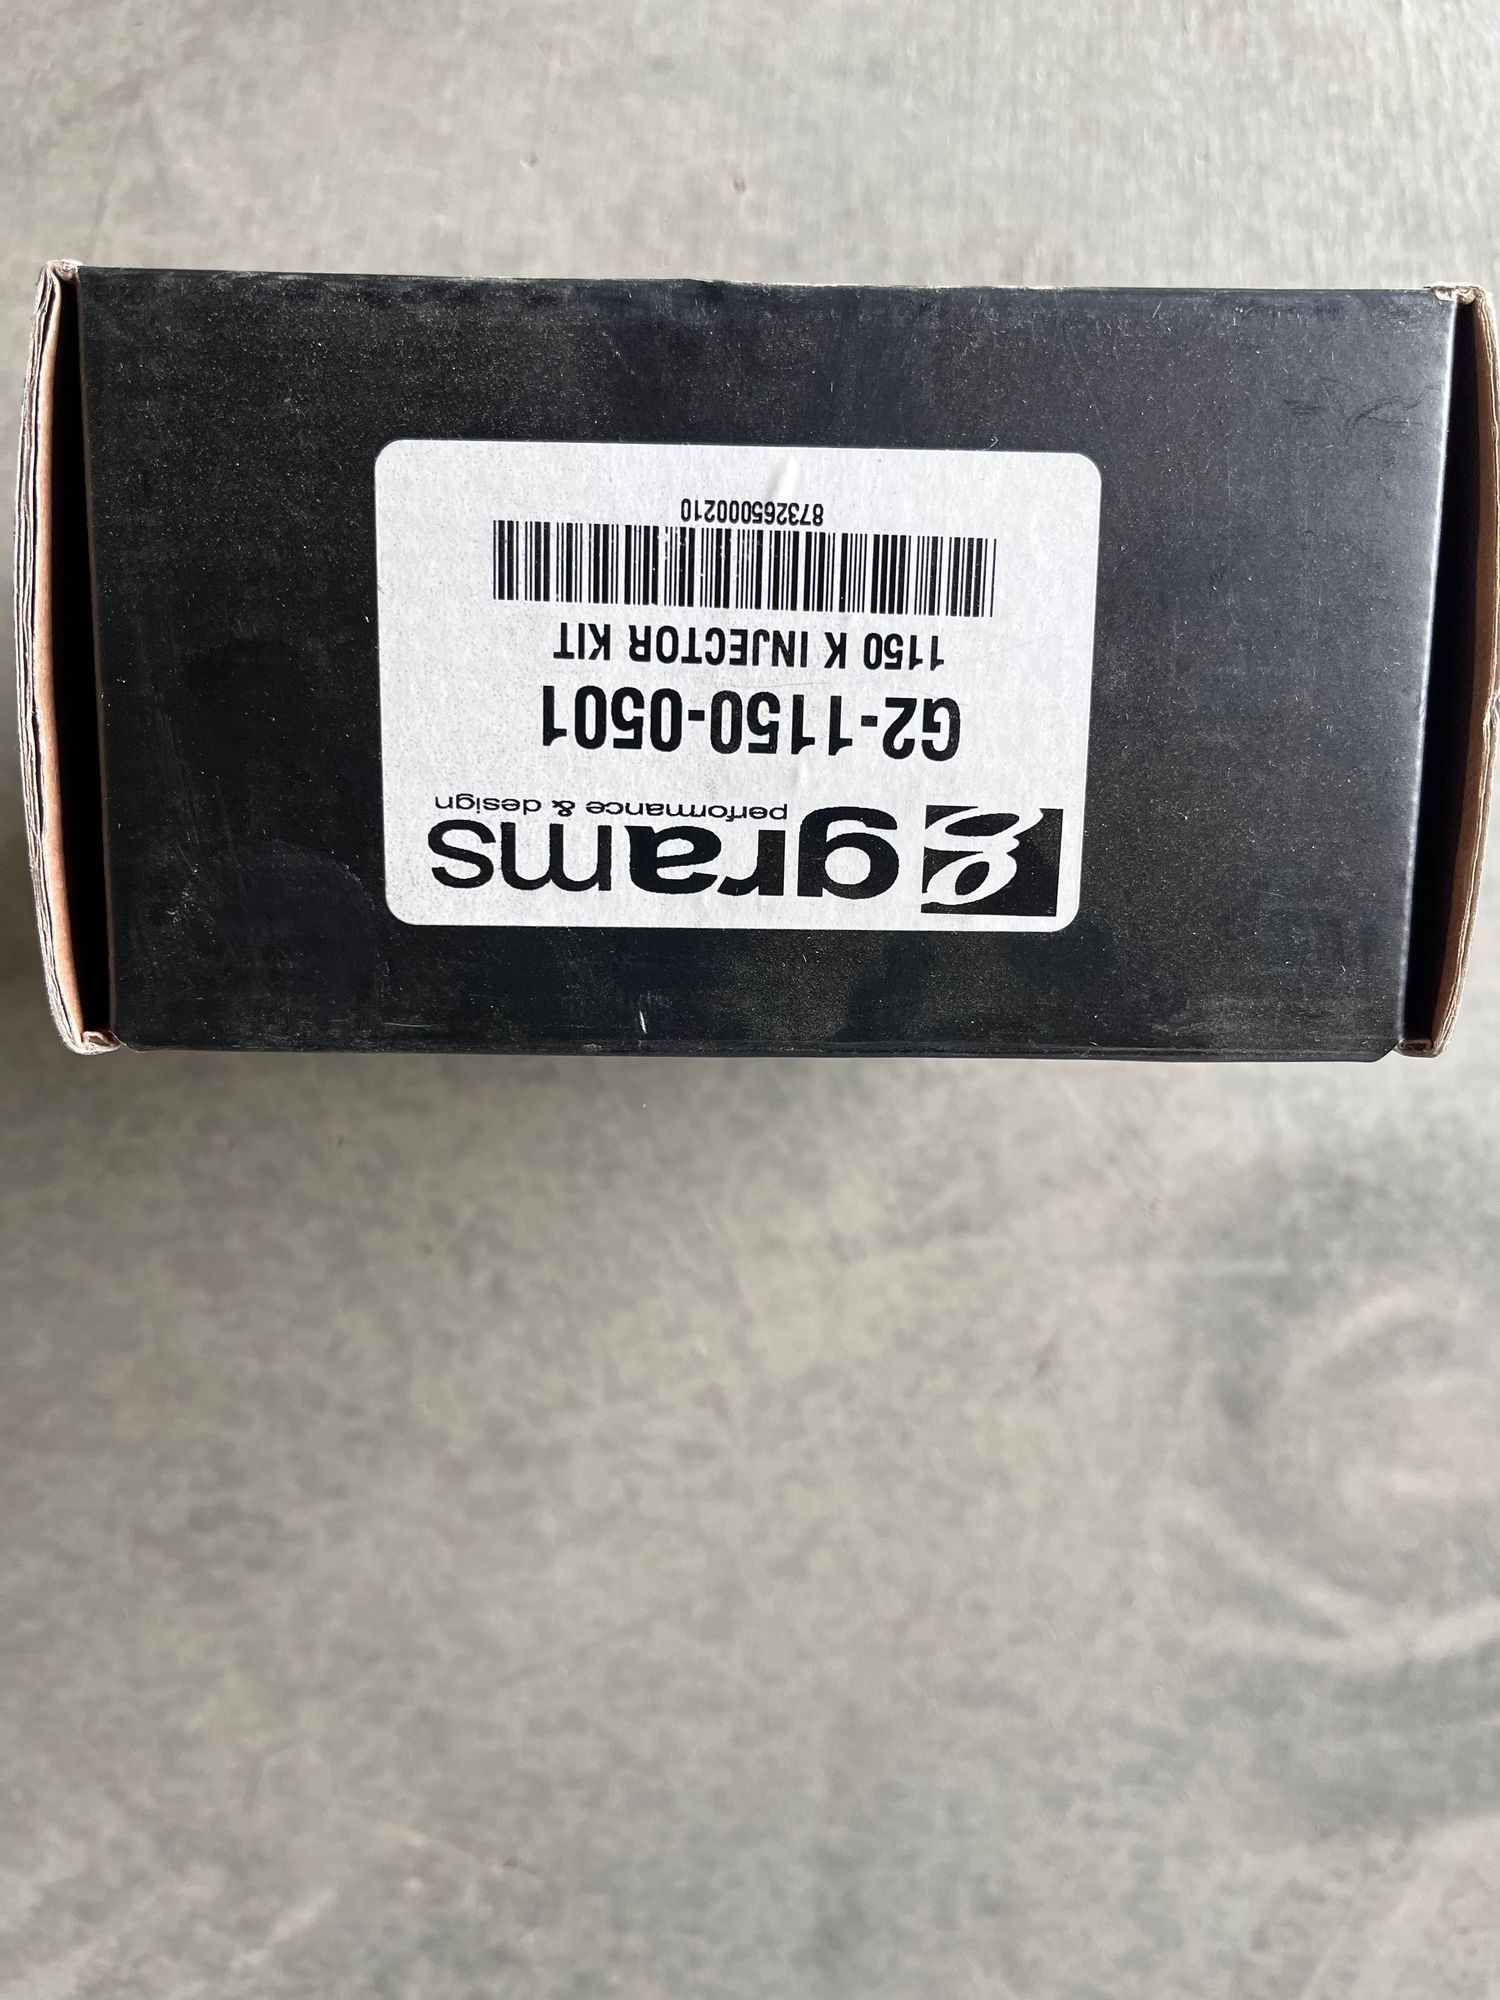 grams
performance & design
G2-1150-0501
1150 K INJECTOR KIT
873265000210